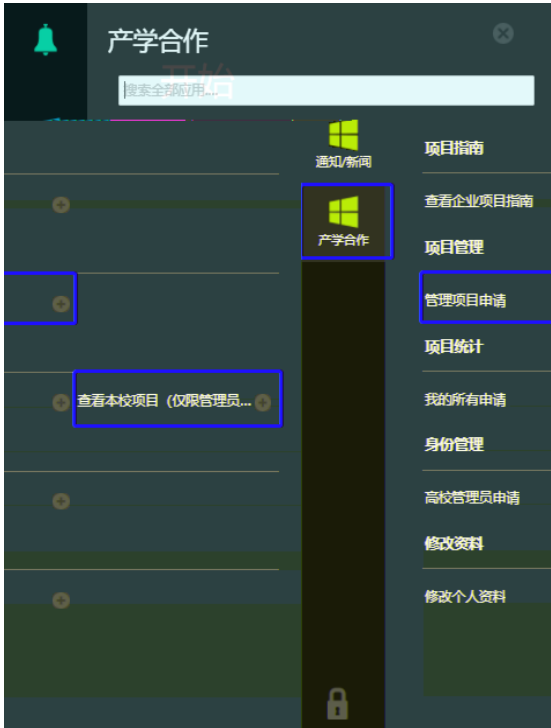 产学合作
开始
搜索全部应用...
通知/新闻
产学合作
项目指南
查看企业项目指南
项目管理
管理项目申请
项目统计
我的所有申请
查看本校项目（仅限管理员...
身份管理
高校管理员申请
修改资料
修改个人资料